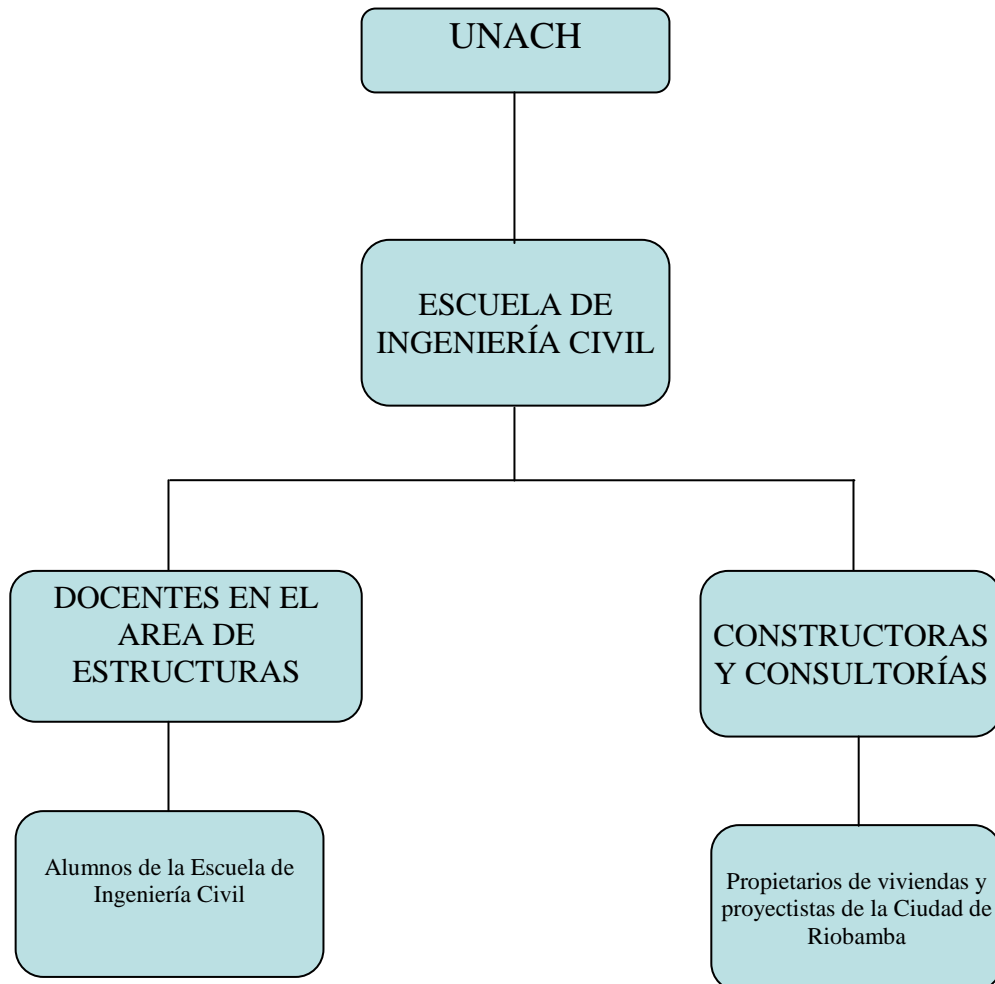 UNACH
ESCUELA DE
INGENIERÍA CIVIL
DOCENTES EN EL
AREA DE
ESTRUCTURAS
CONSTRUCTORAS
Y CONSULTORÍAS
Alumnos de la Escuela de
Ingeniería Civil
Propietarios de viviendas y
proyectistas de la Ciudad de
Riobamba